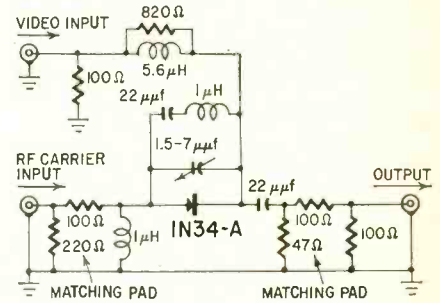 820Ω
VIDEO INPUT
100Ω
5.6μH
22μμf
1μH
1.5-7μμf
RF CARRIER
INPUT
OUTPUT
22μμf
100Ω
1N34-A
100Ω
220Ω
1μH
47Ω
100Ω
MATCHING PAD
MATCHING PAD